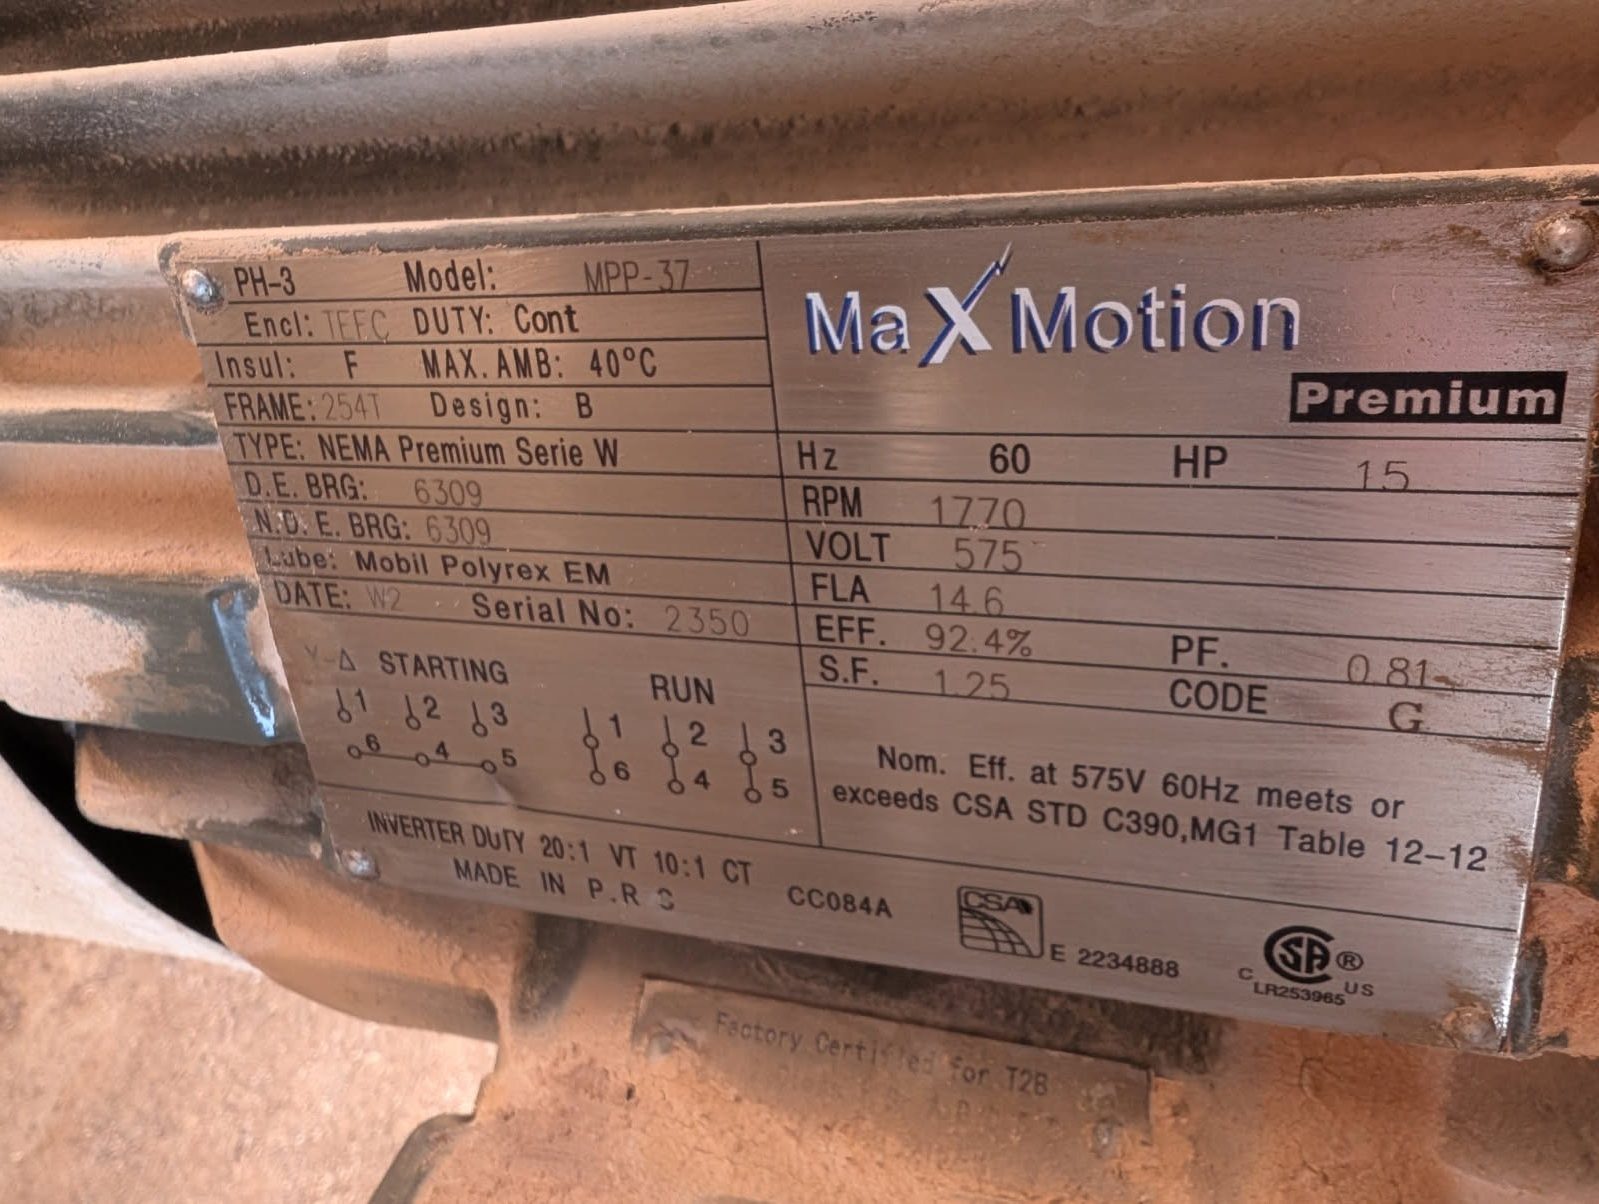 PH-3 Model: MPP-37
Encl: TEFC DUTY: Cont
Insul: F MAX. AMB: 40°C
FRAME: 254T Design: B
TYPE: NEMA Premium Serie W
D.E. BRG: 6309
N.D.E. BRG: 6309
Lube: Mobil Polyrex EM
DATE: W2 Serial No: 2350
Y-Δ STARTING
1 2 3
6 4 5
RUN
1 2 3
6 4 5
INVERTER DUTY 20:1 VT 10:1 CT
MADE IN P.R
MaXMotion
Premium
Hz 60 HP 15
RPM 1770
VOLT 575
FLA 14.6
EFF. 92.4% PF. 0.81
S.F. 1.25 CODE G
Nom. Eff. at 575V 60Hz meets or
exceeds CSA STD C390,MG1 Table 12-12
CC084A
CSA
E 2234888
C SA ® US
LR253965
Factory Certified for T2B